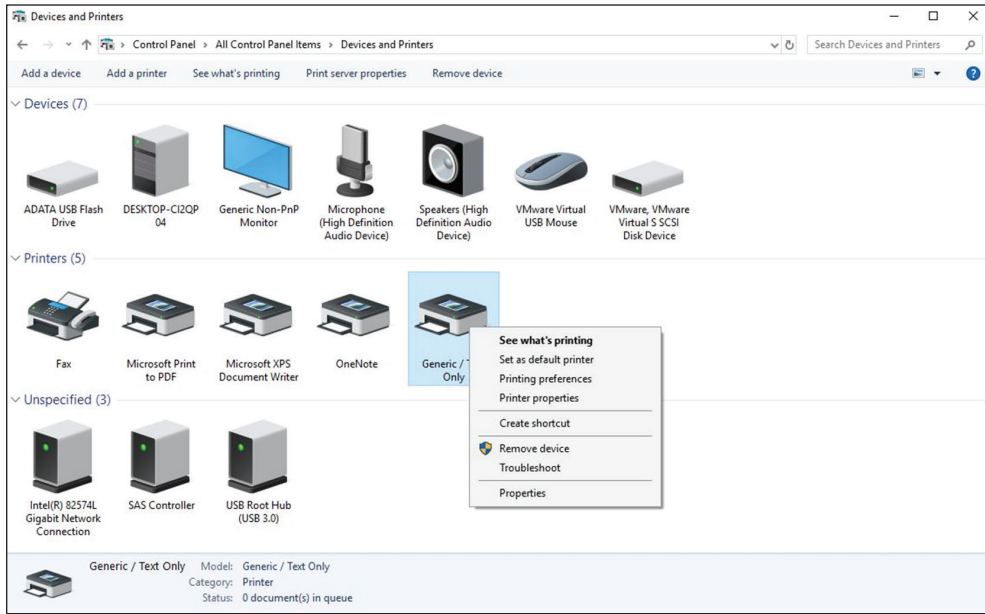 Devices and Printers
Control Panel > All Control Panel Items > Devices and Printers
Search Devices and Printers
Add a device Add a printer See what's printing Print server properties Remove device
Devices (7)
ADATA USB Flash Drive
DESKTOP-CI2QP04
Generic Non-PnP Monitor
Microphone (High Definition Audio Device)
Speakers (High Definition Audio Device)
VMware Virtual USB Mouse
VMware, VMware Virtual S SCSI Disk Device
Printers (5)
Fax
Microsoft Print to PDF
Microsoft XPS Document Writer
OneNote
Generic / Only
See what's printing
Set as default printer
Printing preferences
Printer properties
Create shortcut
Remove device
Troubleshoot
Properties
Unspecified (3)
Intel(R) 82574L Gigabit Network Connection
SAS Controller
USB Root Hub (USB 3.0)
Generic / Text Only Model: Generic / Text Only
Category: Printer
Status: 0 document(s) in queue